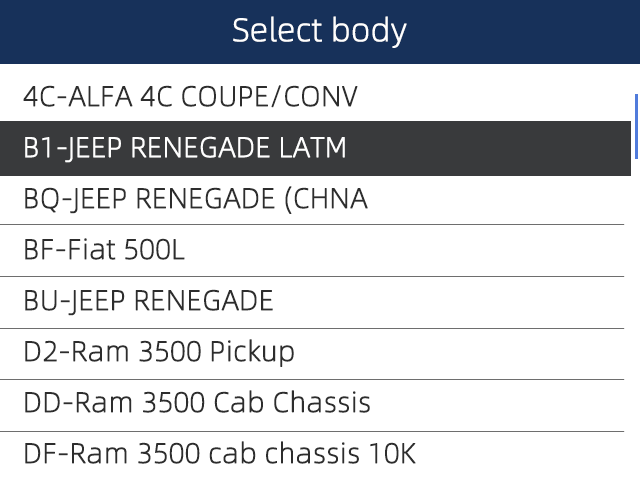 Select body
4C-ALFA 4C COUPE/CONV
B1-JEEP RENEGADE LATM
BQ-JEEP RENEGADE (CHNA
BF-Fiat 500L
BU-JEEP RENEGADE
D2-Ram 3500 Pickup
DD-Ram 3500 Cab Chassis
DF-Ram 3500 cab chassis 10K